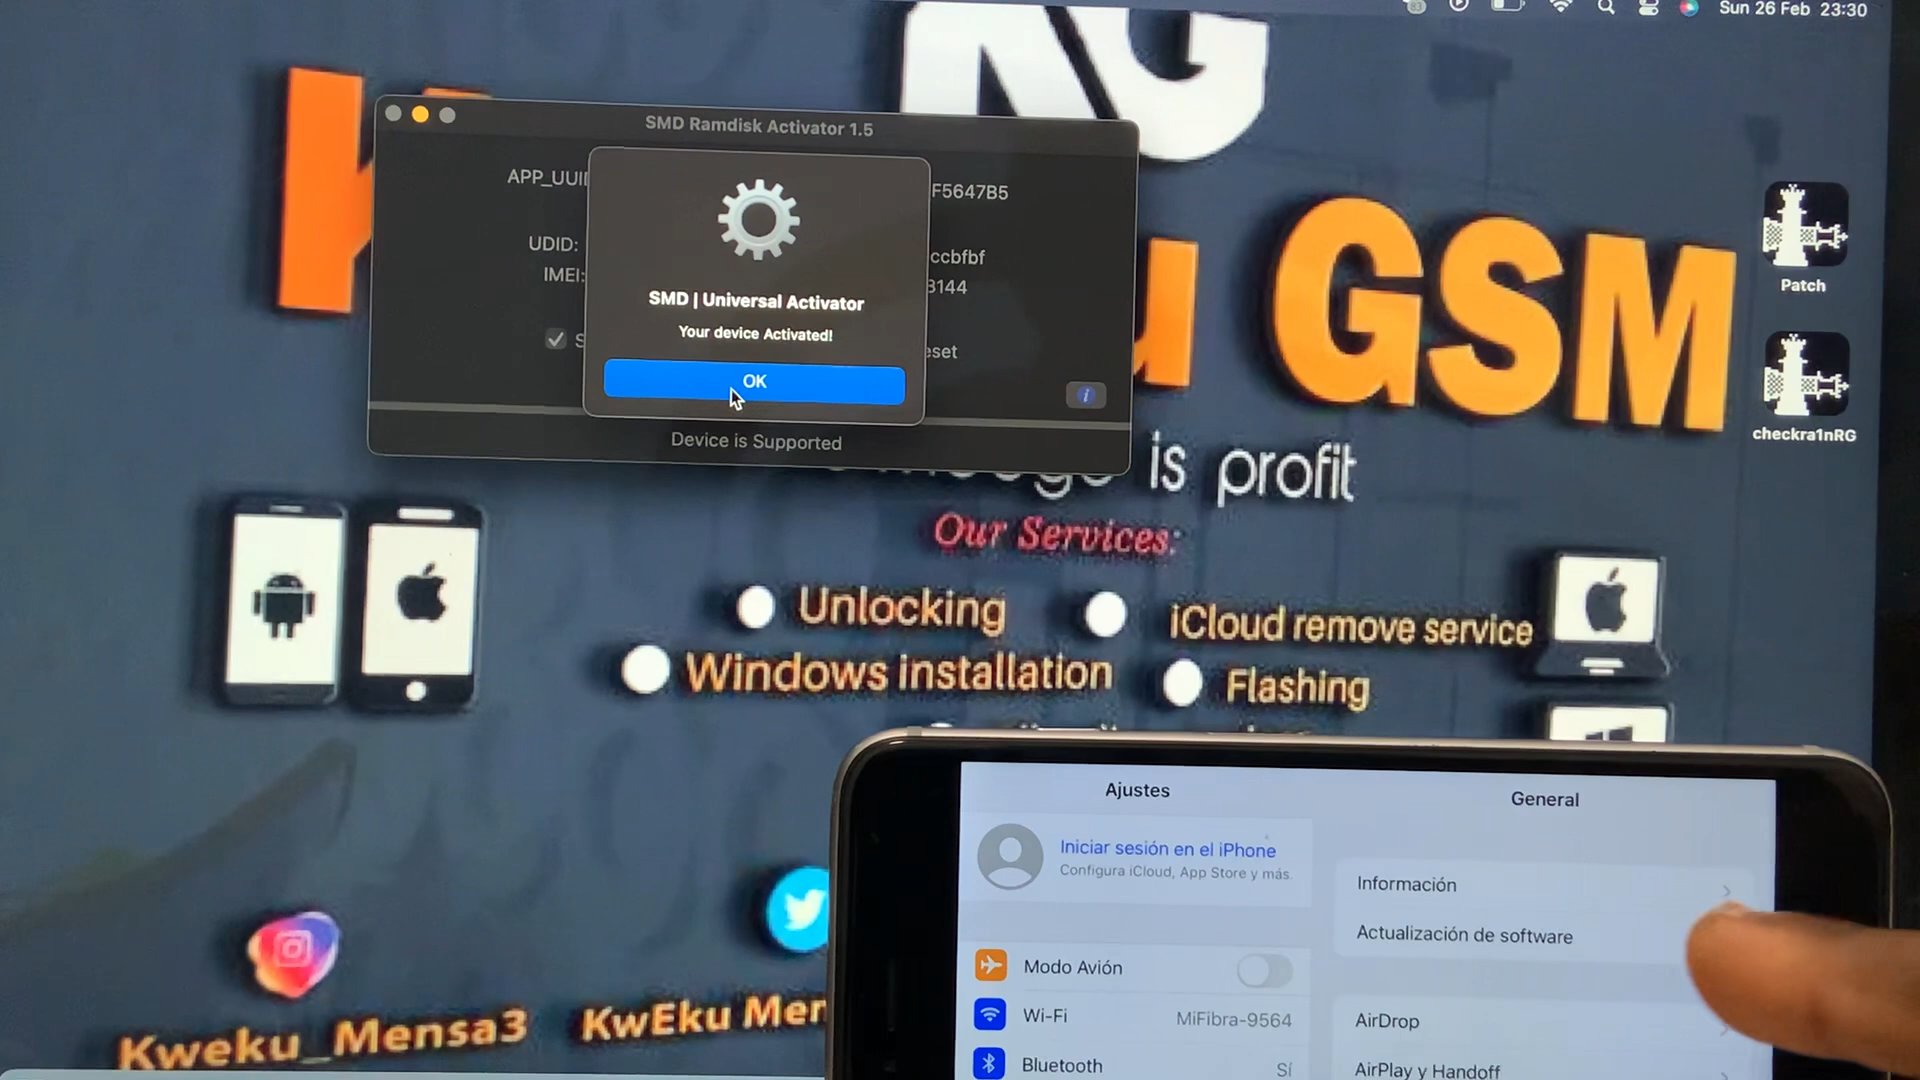 Sun 26 Feb 23:30
SMD Ramdisk Activator 1.5
F5647B5
UDID:
ccbfbf
IMEI:
3144
SMD | Universal Activator
Your device Activated!
OK
Device is Supported
GSM
is profit
Our Services:
Unlocking
iCloud remove service
Windows installation
Flashing
Patch
checkra1nRG
Kweku_Mensa3
KwEku
Ajustes
General
Iniciar sesión en el iPhone
Configura iCloud, App Store y más.
Información
Actualización de software
Modo Avión
Wi-Fi
MiFibra-9564
AirDrop
Bluetooth
Sí
AirPlay y Handoff